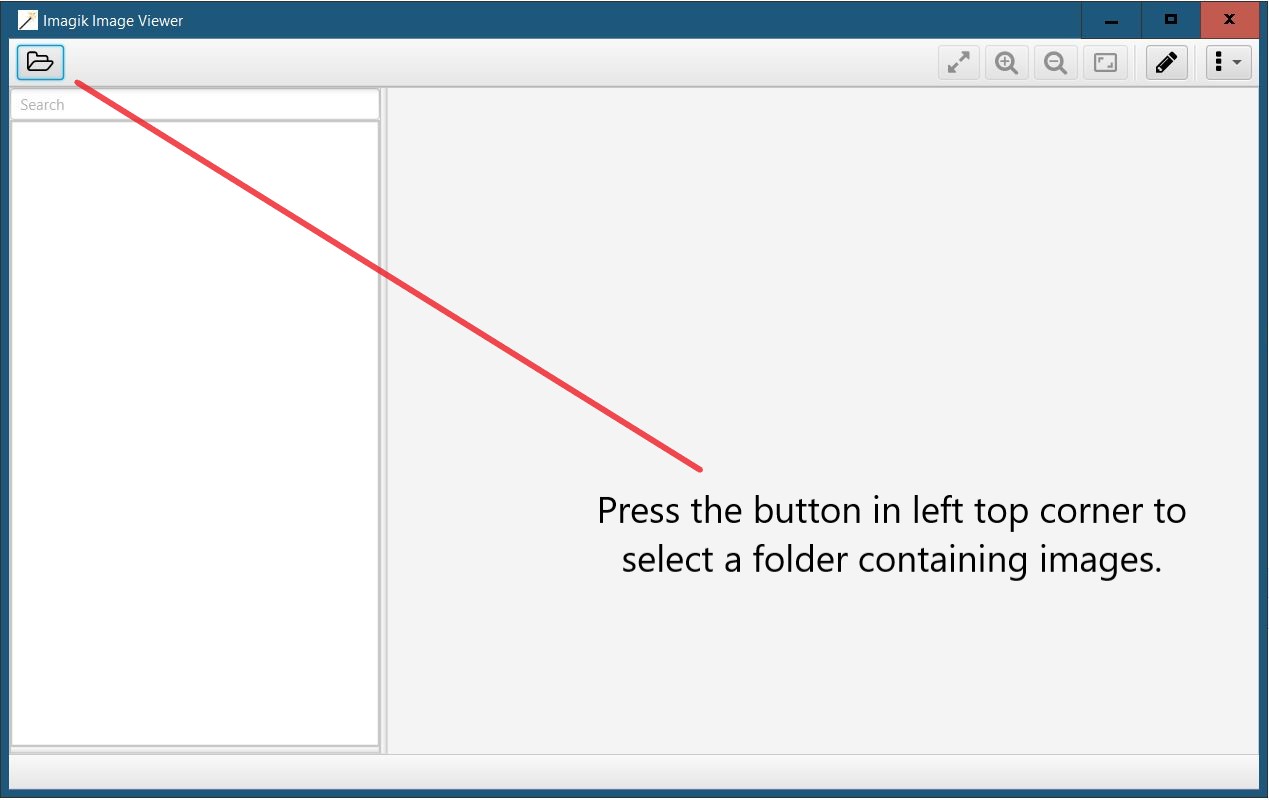 Imagik Image Viewer
Search
Press the button in left top corner to
select a folder containing images.